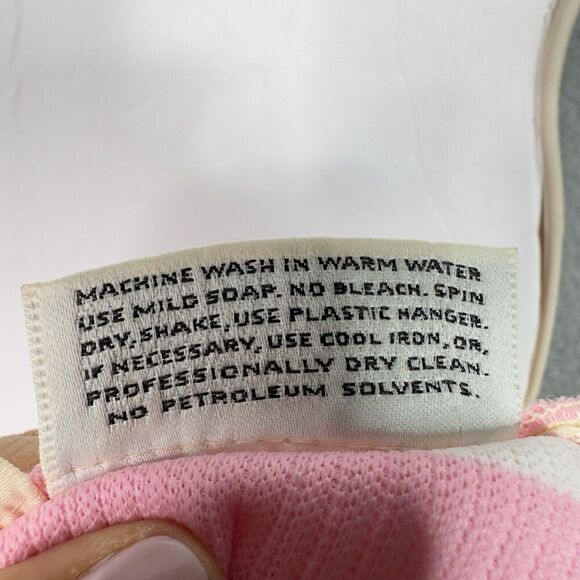 MACHINE WASH IN WARM WATER
USE MILD SOAP. NO BLEACH. SPIN
DRY, SHAKE, USE PLASTIC HANGER.
IF NECESSARY, USE COOL IRON, OR,
PROFESSIONALLY DRY CLEAN.
NO PETROLEUM SOLVENTS.